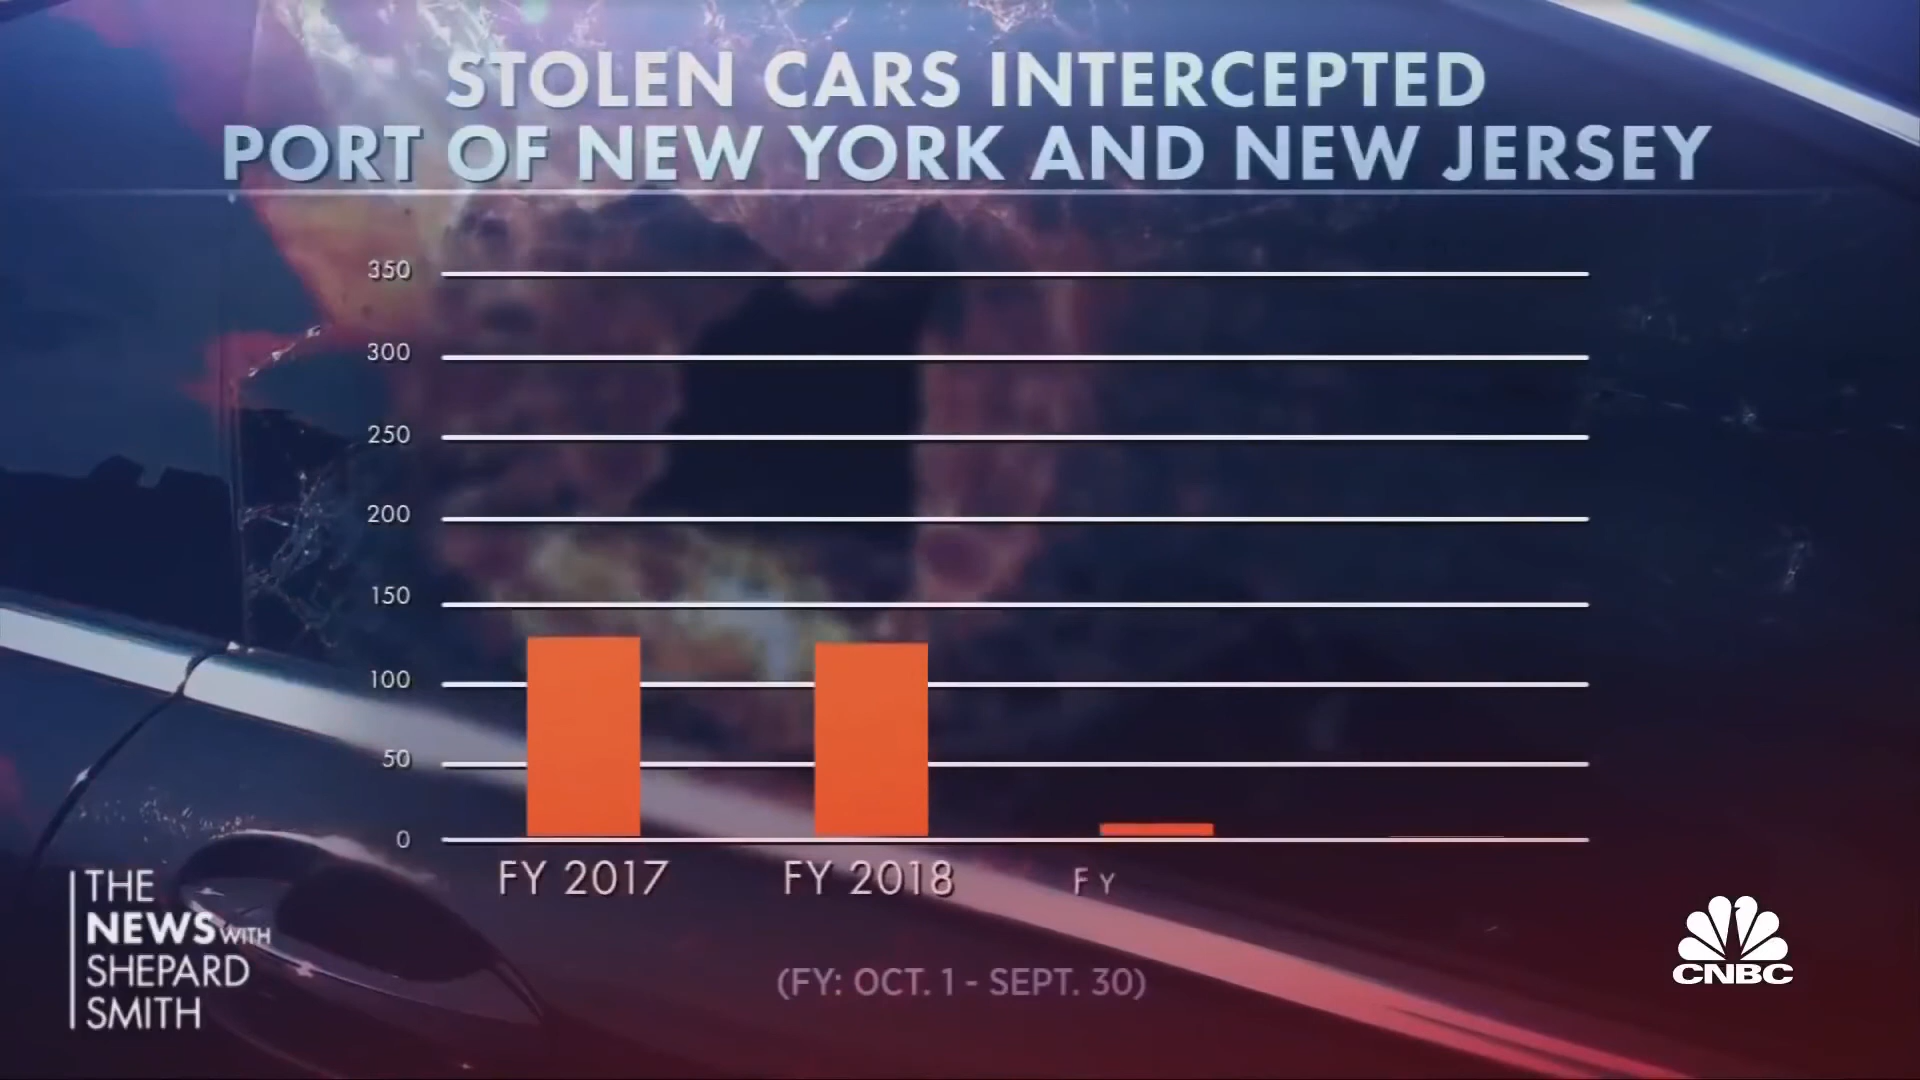 STOLEN CARS INTERCEPTED
PORT OF NEW YORK AND NEW JERSEY
350
300
250
200
150
100
50
0
FY 2017 FY 2018 FY
(FY: OCT. 1 - SEPT. 30)
THE
NEWS WITH
SHEPARD
SMITH
CNBC